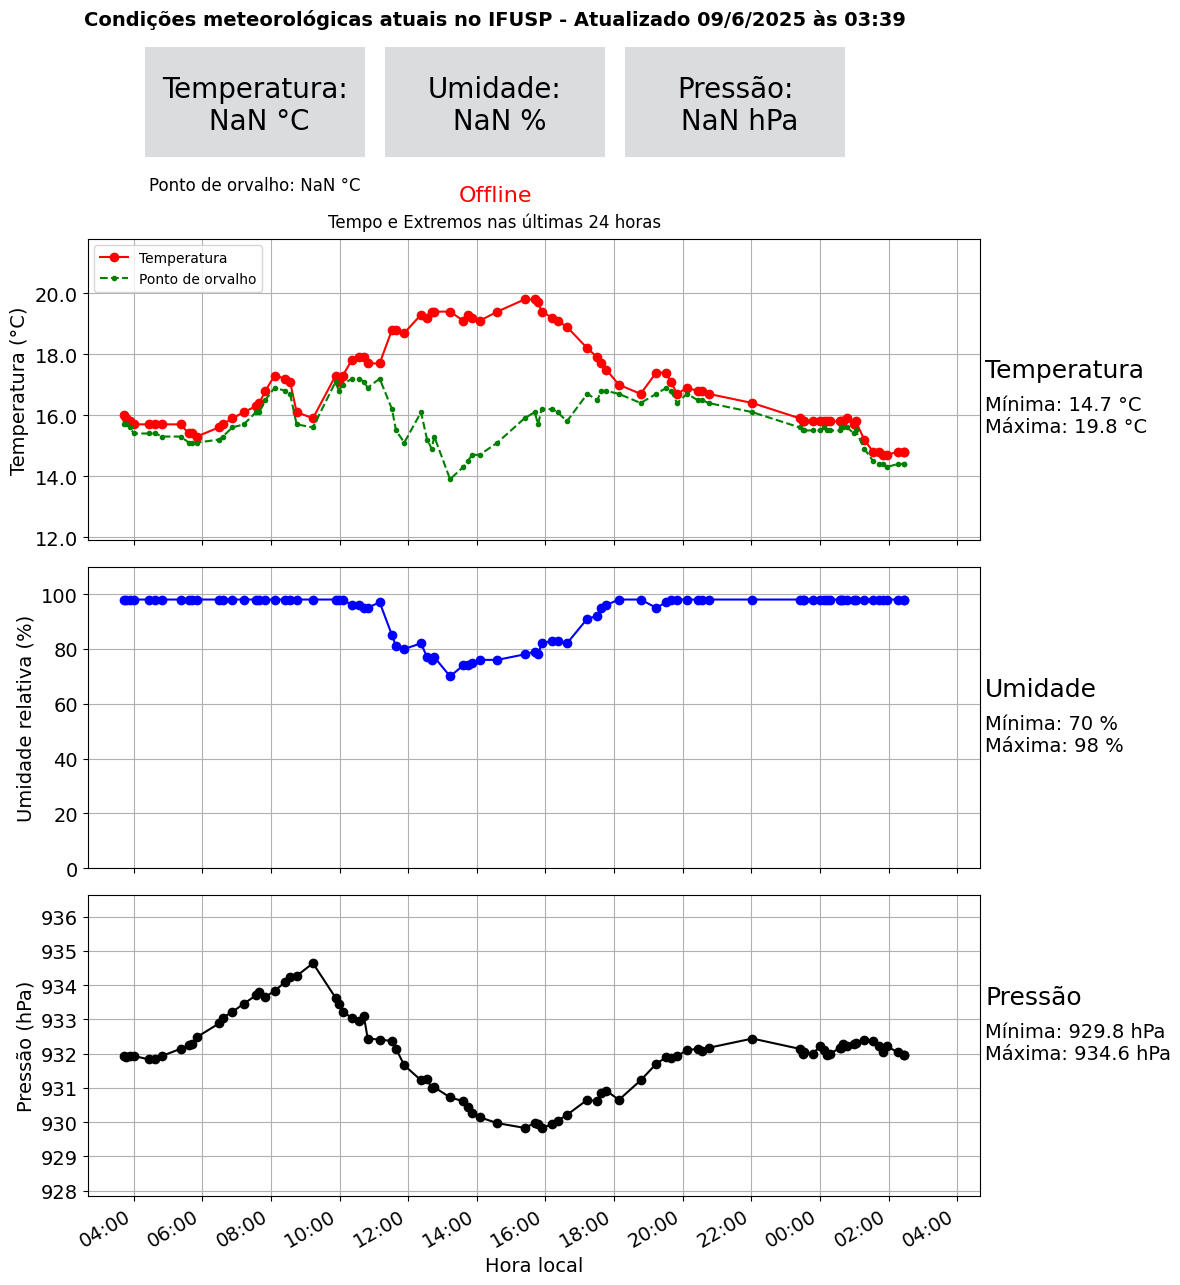 Condições meteorológicas atuais no IFUSP - Atualizado 09/6/2025 às 03:39
Temperatura:
NaN °C
Umidade:
NaN %
Pressão:
NaN hPa
Ponto de orvalho: NaN °C
Offline
Tempo e Extremos nas últimas 24 horas
Temperatura
Ponto de orvalho
Temperatura (°C)
20.0
18.0
16.0
14.0
12.0
Temperatura
Mínima: 14.7 °C
Máxima: 19.8 °C
Umidade relativa (%)
100
80
60
40
20
0
Umidade
Mínima: 70 %
Máxima: 98 %
Pressão (hPa)
936
935
934
933
932
931
930
929
928
Pressão
Mínima: 929.8 hPa
Máxima: 934.6 hPa
04:00
06:00
08:00
10:00
12:00
14:00
16:00
18:00
20:00
22:00
00:00
02:00
04:00
Hora local